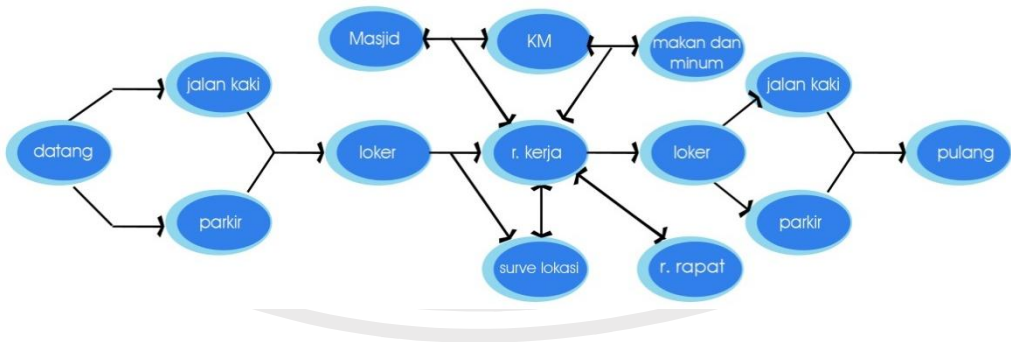 Masjid
KM
makan dan
minum
jalan kaki
jalan kaki
datang
loker
r. kerja
loker
pulang
parkir
parkir
surve lokasi
r. rapat